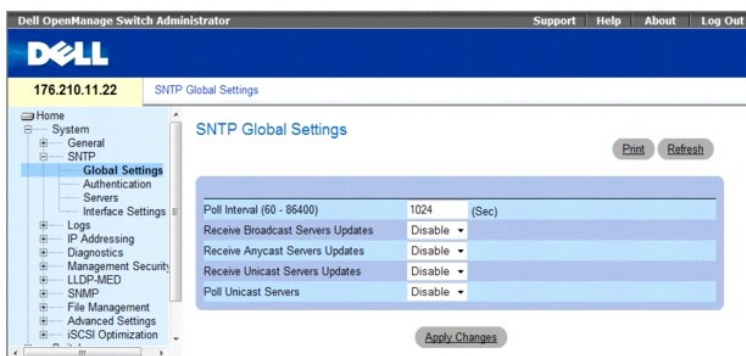 Dell OpenManage Switch Administrator Support Help About Log Out
DELL
176.210.11.22 SNTP Global Settings
Home
System
General
SNTP
Global Settings
Authentication
Servers
Interface Settings
Logs
IP Addressing
Diagnostics
Management Security
LLDP-MED
SNMP
File Management
Advanced Settings
iSCSI Optimization
SNTP Global Settings
Print Refresh
Poll Interval (60 - 86400) 1024 (Sec)
Receive Broadcast Servers Updates Disable
Receive Anycast Servers Updates Disable
Receive Unicast Servers Updates Disable
Poll Unicast Servers Disable
Apply Changes